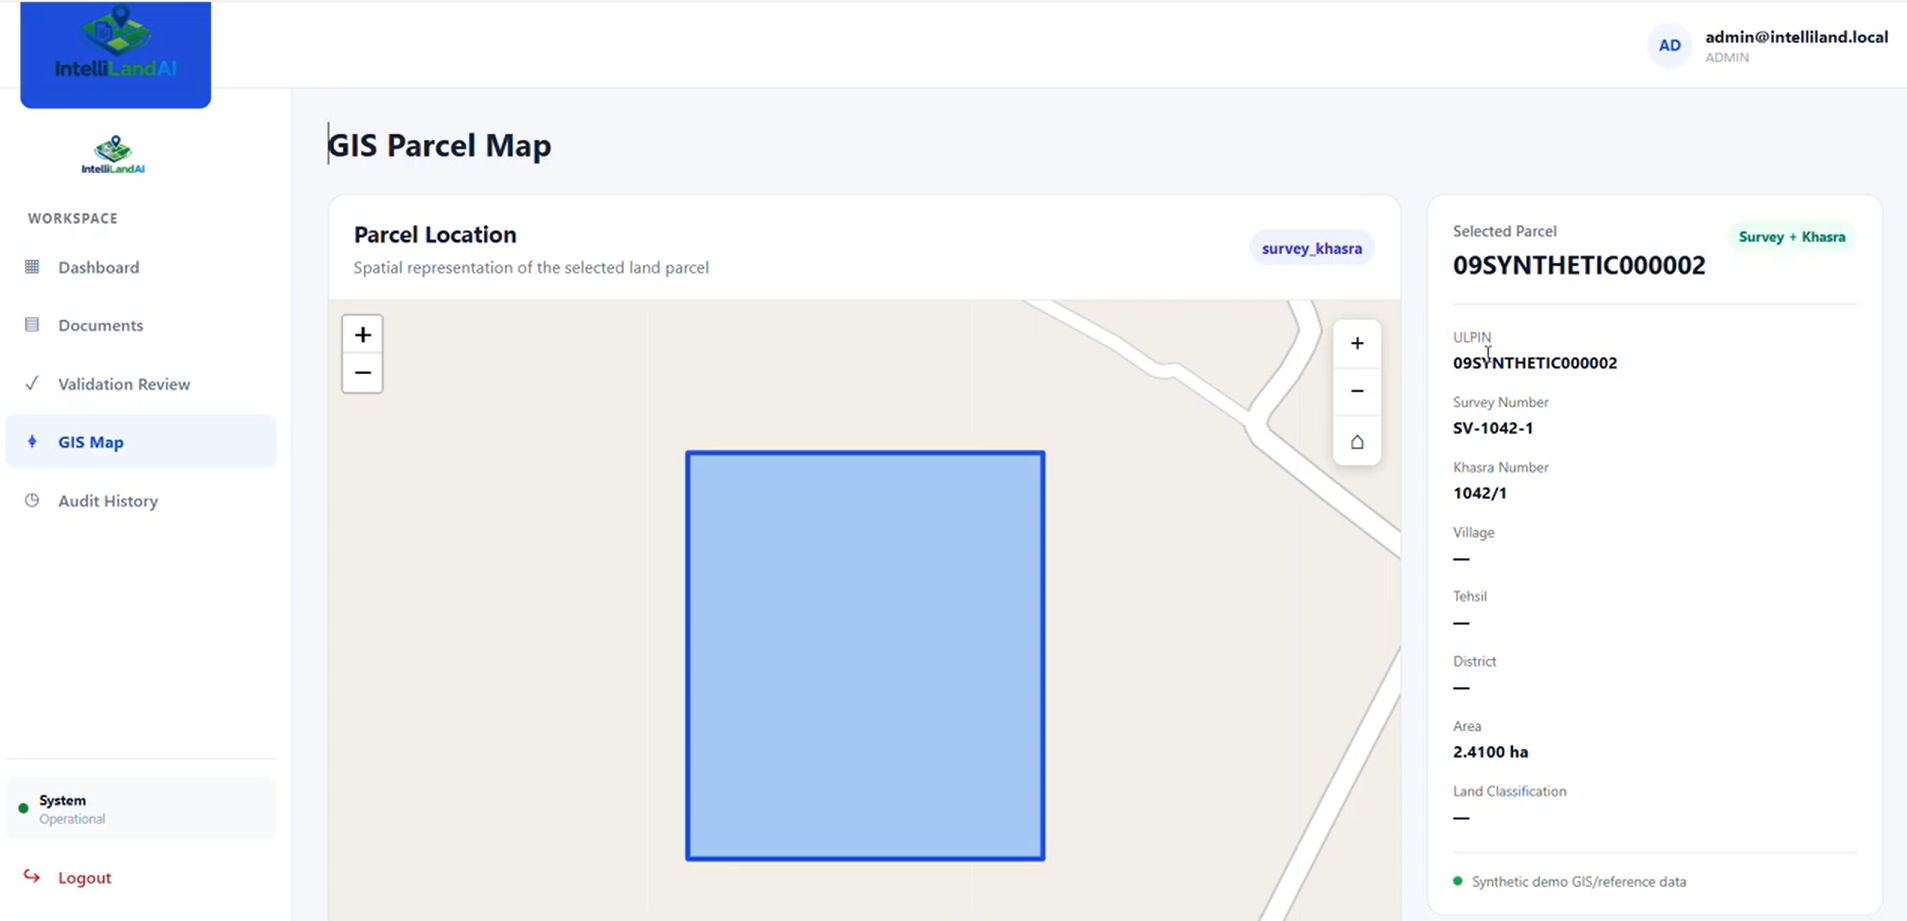 IntelliLandAI
AD
admin@intelliland.local
ADMIN
IntelliLandAI
WORKSPACE
Dashboard
Documents
Validation Review
GIS Map
Audit History
System
Operational
Logout
GIS Parcel Map
Parcel Location
Spatial representation of the selected land parcel
survey_khasra
+
−
+
−
Selected Parcel
Survey + Khasra
09SYNTHETIC000002
ULPIN
09SYNTHETIC000002
Survey Number
SV-1042-1
Khasra Number
1042/1
Village
—
Tehsil
—
District
—
Area
2.4100 ha
Land Classification
—
Synthetic demo GIS/reference data